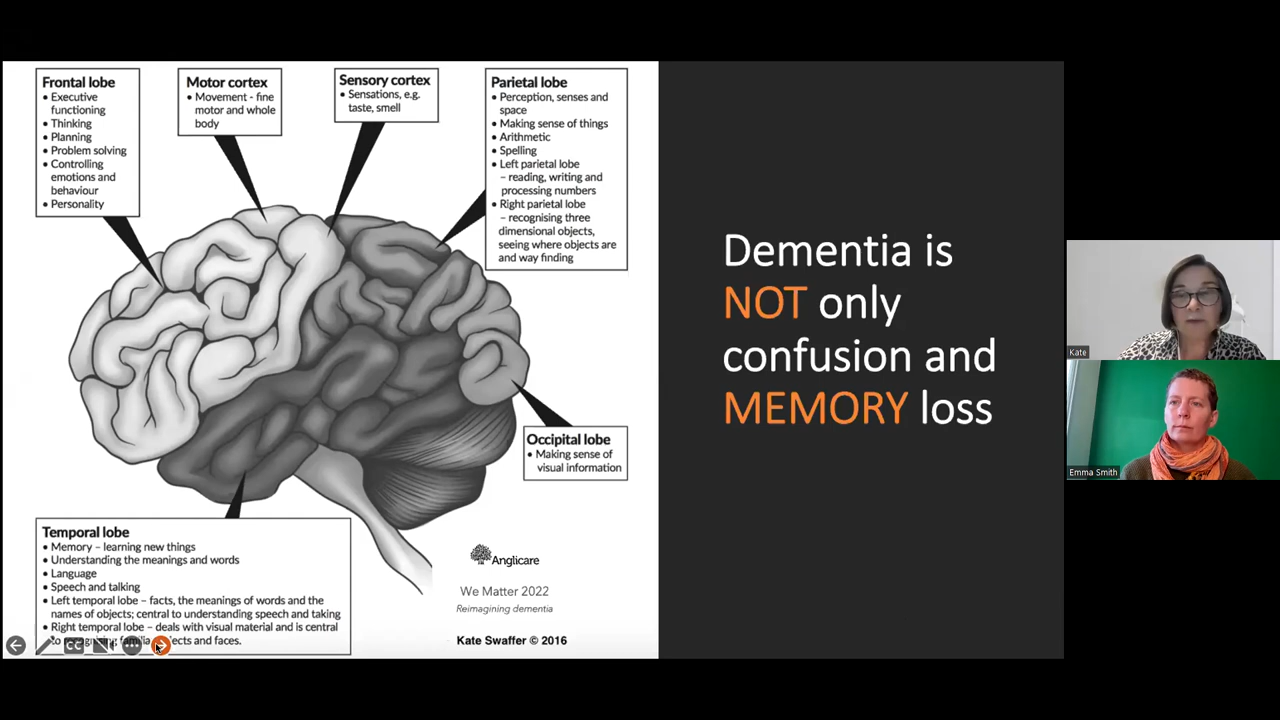 Frontal lobe
• Executive
functioning
• Thinking
• Planning
• Problem solving
• Controlling
emotions and
behaviour
• Personality
Motor cortex
• Movement - fine
motor and whole
body
Sensory cortex
• Sensations, e.g.
taste, smell
Parietal lobe
• Perception, senses and
space
• Making sense of things
• Arithmetic
• Spelling
• Left parietal lobe
– reading, writing and
processing numbers
• Right parietal lobe
– recognising three
dimensional objects,
seeing where objects are
and way finding
Occipital lobe
• Making sense of
visual information
Temporal lobe
• Memory – learning new things
• Understanding the meanings and words
• Language
• Speech and talking
• Left temporal lobe – facts, the meanings of words and the
names of objects; central to understanding speech and taking
• Right temporal lobe – deals with visual material and is central
and faces.
CC
Anglicare
We Matter 2022
Reimagining dementia
Kate Swaffer © 2016
Dementia is
NOT only
confusion and
MEMORY loss
Kate
Emma Smith